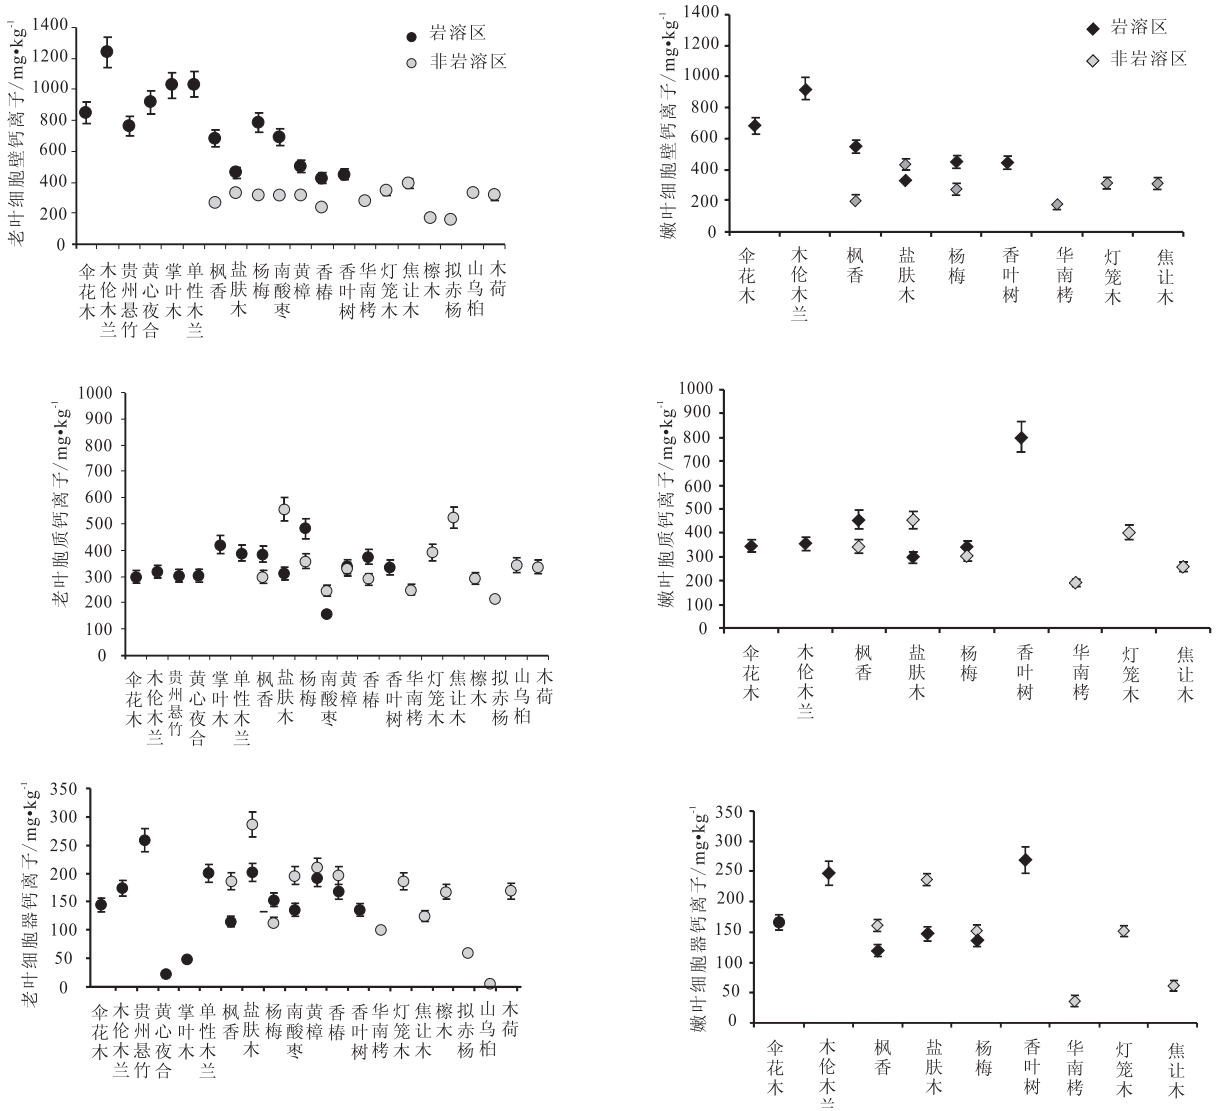 老叶细胞壁钙离子/mg•kg-1
1400
1200
1000
800
600
400
200
0
岩溶区
非岩溶区
伞花木
木伦木兰
贵州悬竹
黄心夜合
掌叶木
单性木兰
枫香
盐肤木
杨梅
南酸枣
黄樟
香椿
香叶树
华南栲
灯笼木
焦让木
檫木
拟赤杨
山乌桕
木荷
嫩叶细胞壁钙离子/mg•kg-1
1400
1200
1000
800
600
400
200
0
岩溶区
非岩溶区
伞花木
木伦木兰
枫香
盐肤木
杨梅
香叶树
华南栲
灯笼木
焦让木
老叶胞质钙离子/mg•kg-1
1000
900
800
700
600
500
400
300
200
100
0
伞花木
木伦木兰
贵州悬竹
黄心夜合
掌叶木
单性木兰
枫香
盐肤木
杨梅
南酸枣
黄樟
香椿
香叶树
华南栲
灯笼木
焦让木
檫木
拟赤杨
山乌桕
木荷
嫩叶胞质钙离子/mg•kg-1
1000
900
800
700
600
500
400
300
200
100
0
伞花木
木伦木兰
枫香
盐肤木
杨梅
香叶树
华南栲
灯笼木
焦让木
老叶细胞器钙离子/mg•kg-1
350
300
250
200
150
100
50
0
伞花木
木伦木兰
贵州悬竹
黄心夜合
掌叶木
单性木兰
枫香
盐肤木
杨梅
南酸枣
黄樟
香椿
香叶树
华南栲
灯笼木
焦让木
檫木
拟赤杨
山乌桕
木荷
嫩叶细胞器钙离子/mg•kg-1
350
300
250
200
150
100
50
0
伞花木
木伦木兰
枫香
盐肤木
杨梅
香叶树
华南栲
灯笼木
焦让木